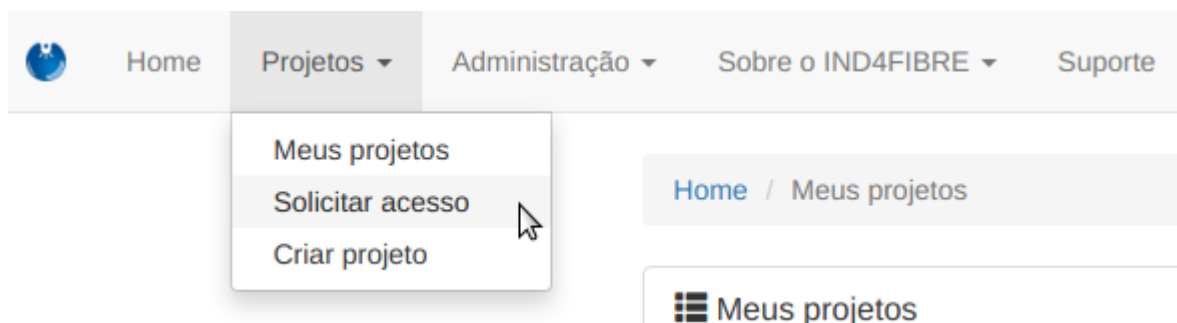 Home Projetos Administração Sobre o IND4FIBRE Suporte
Meus projetos
Solicitar acesso
Criar projeto
Home / Meus projetos
Meus projetos